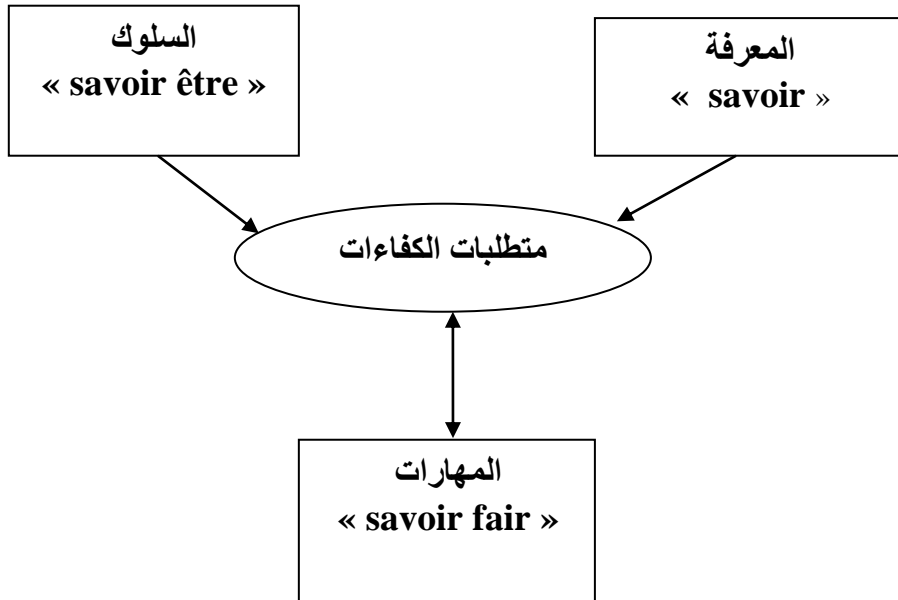 السلوك
« savoir être »
المعرفة
« savoir »
متطلبات الكفاءات
المهارات
« savoir fair »